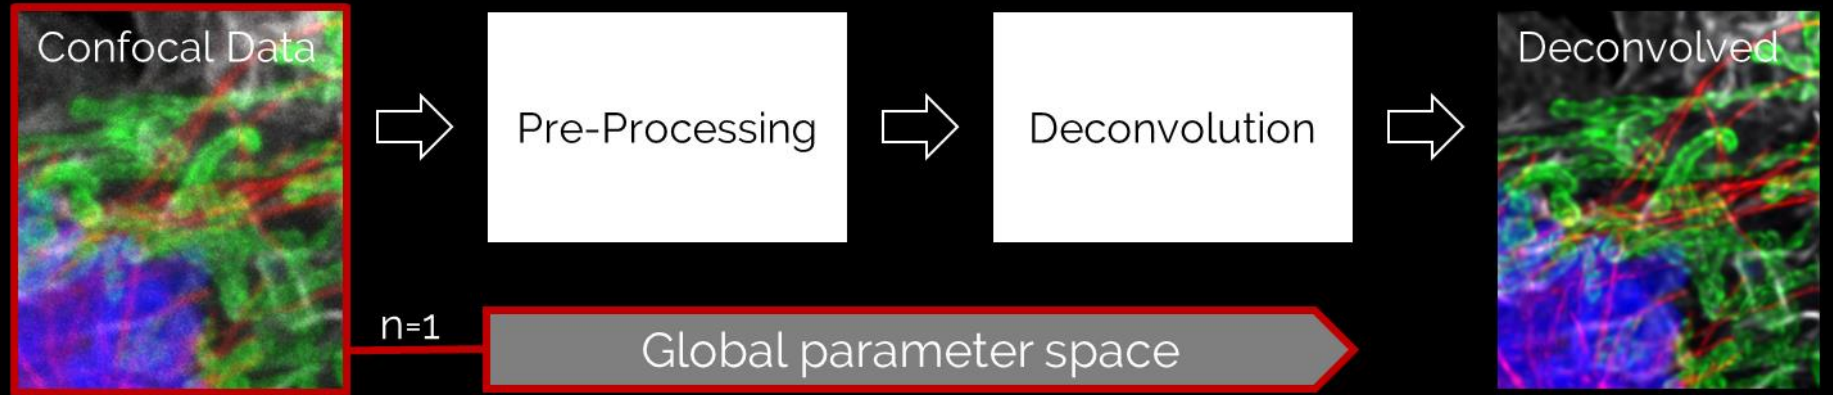 Confocal Data
Pre-Processing
Deconvolution
Deconvolved
n=1
Global parameter space